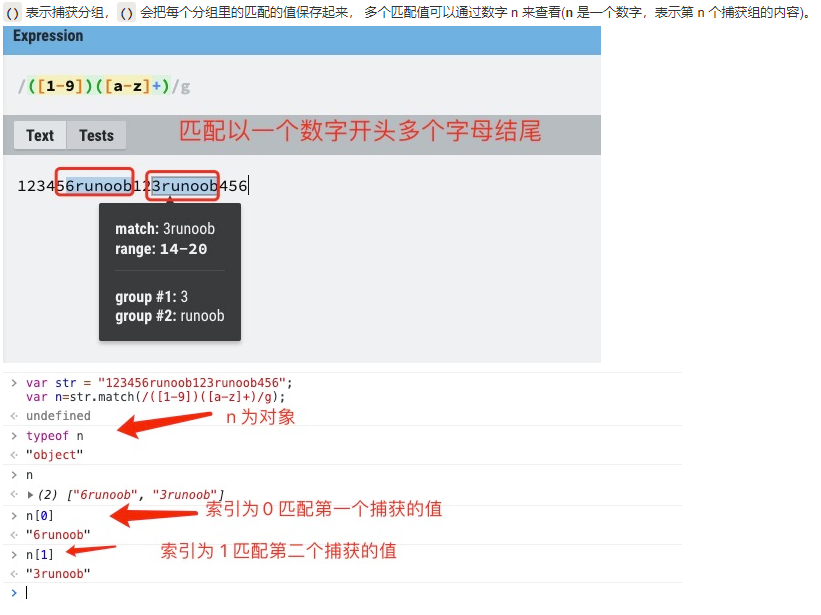 () 表示捕获分组，() 会把每个分组里的匹配的值保存起来， 多个匹配值可以通过数字 n 来查看(n 是一个数字，表示第 n 个捕获组的内容)。
Expression
/([1-9])([a-z]+)/g
Text Tests 匹配以一个数字开头多个字母结尾
123456runoob123runoob456
match: 3runoob
range: 14-20
group #1: 3
group #2: runoob
> var str = "123456runoob123runoob456";
var n=str.match(/([1-9])([a-z]+)/g);
< undefined
n 为对象
> typeof n
< "object"
> n
< ▸ (2) ["6runoob", "3runoob"]
> n[0] 索引为 0 匹配第一个捕获的值
< "6runoob"
> n[1] 索引为 1 匹配第二个捕获的值
< "3runoob"
>